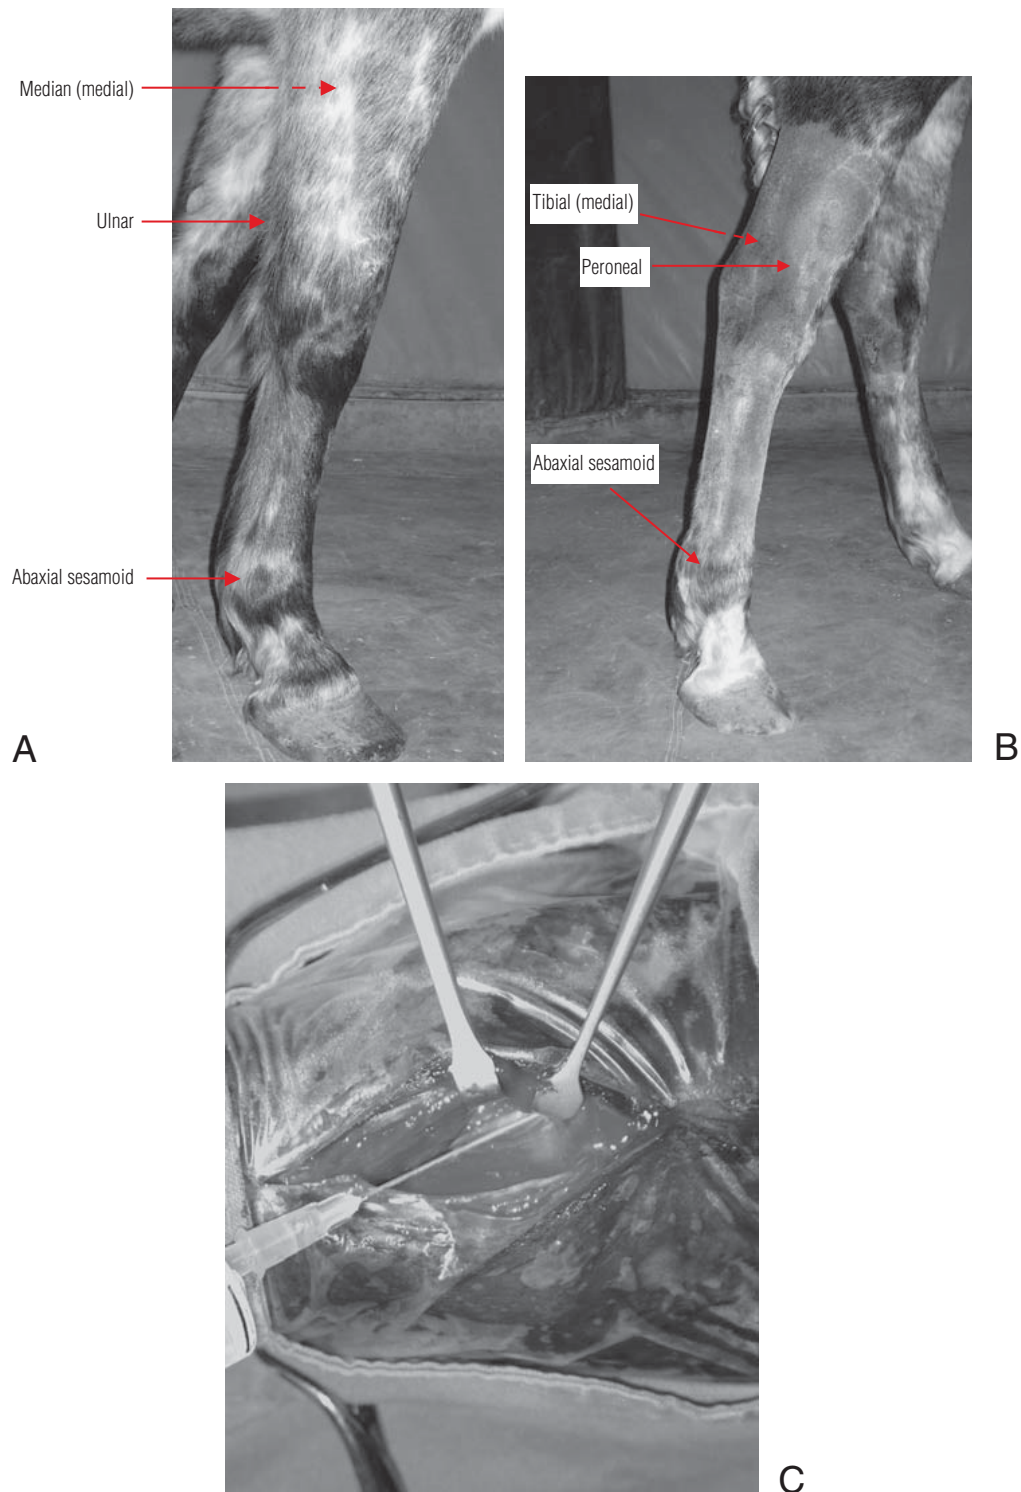 Median (medial)
Ulnar
Abaxial sesamoid
A
Tibial (medial)
Peroneal
Abaxial sesamoid
B
C